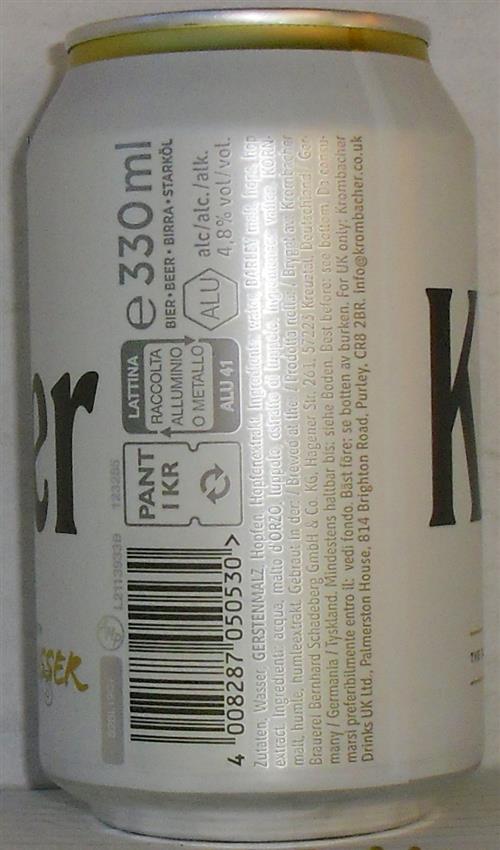 er
SSER
L21139338 123285
PANT
1 KR
LATTINA
RACCOLTA
ALLUMINIO
O METALLO
ALU 41
e 330 ml
BIER • BEER • BIRRA • STARKÖL
ALU
alc/alc./alk.
4,8% vol/vol.
4 008287 050530 >
Zutaten, Wasser, GERSTENMALZ, Hopfen, Hopfenextrakt. Ingredients: water, BARLEY malt, hops, hop
extract. Ingredienti: acqua, malto d'ORZO, luppolo, estratto di luppolo. Ingredienser: vatten, KORN-
malt, humle, humleextrakt. Gebraut in der: / Brewed at the: / Prodotta nella: / Bryggt av: Krombacher
Brauerei Bernhard Schadeberg GmbH & Co. KG, Hagener Str. 261, 57223 Kreuztal, Deutschland / Ger-
many / Germania / Tyskland. Mindestens haltbar bis: siehe Boden. Best before: see bottom. Da consu-
marsi preferibilmente entro il: vedi fondo. Bäst före: se botten av burken. For UK only: Krombacher
Drinks UK Ltd., Palmerston House, 814 Brighton Road, Purley, CR8 2BR. info@krombacher.co.uk
K